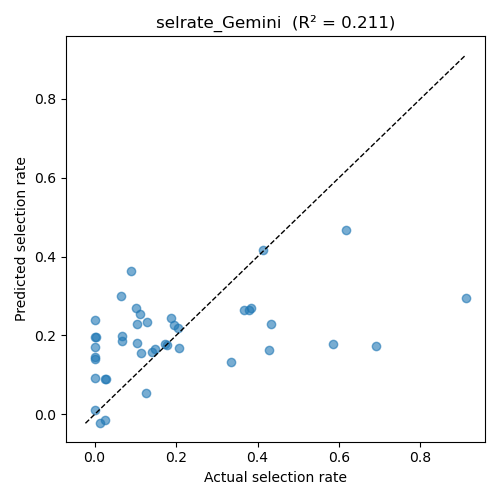 selrate_Gemini (R² = 0.211)
Predicted selection rate
0.8
0.6
0.4
0.2
0.0
0.0 0.2 0.4 0.6 0.8
Actual selection rate